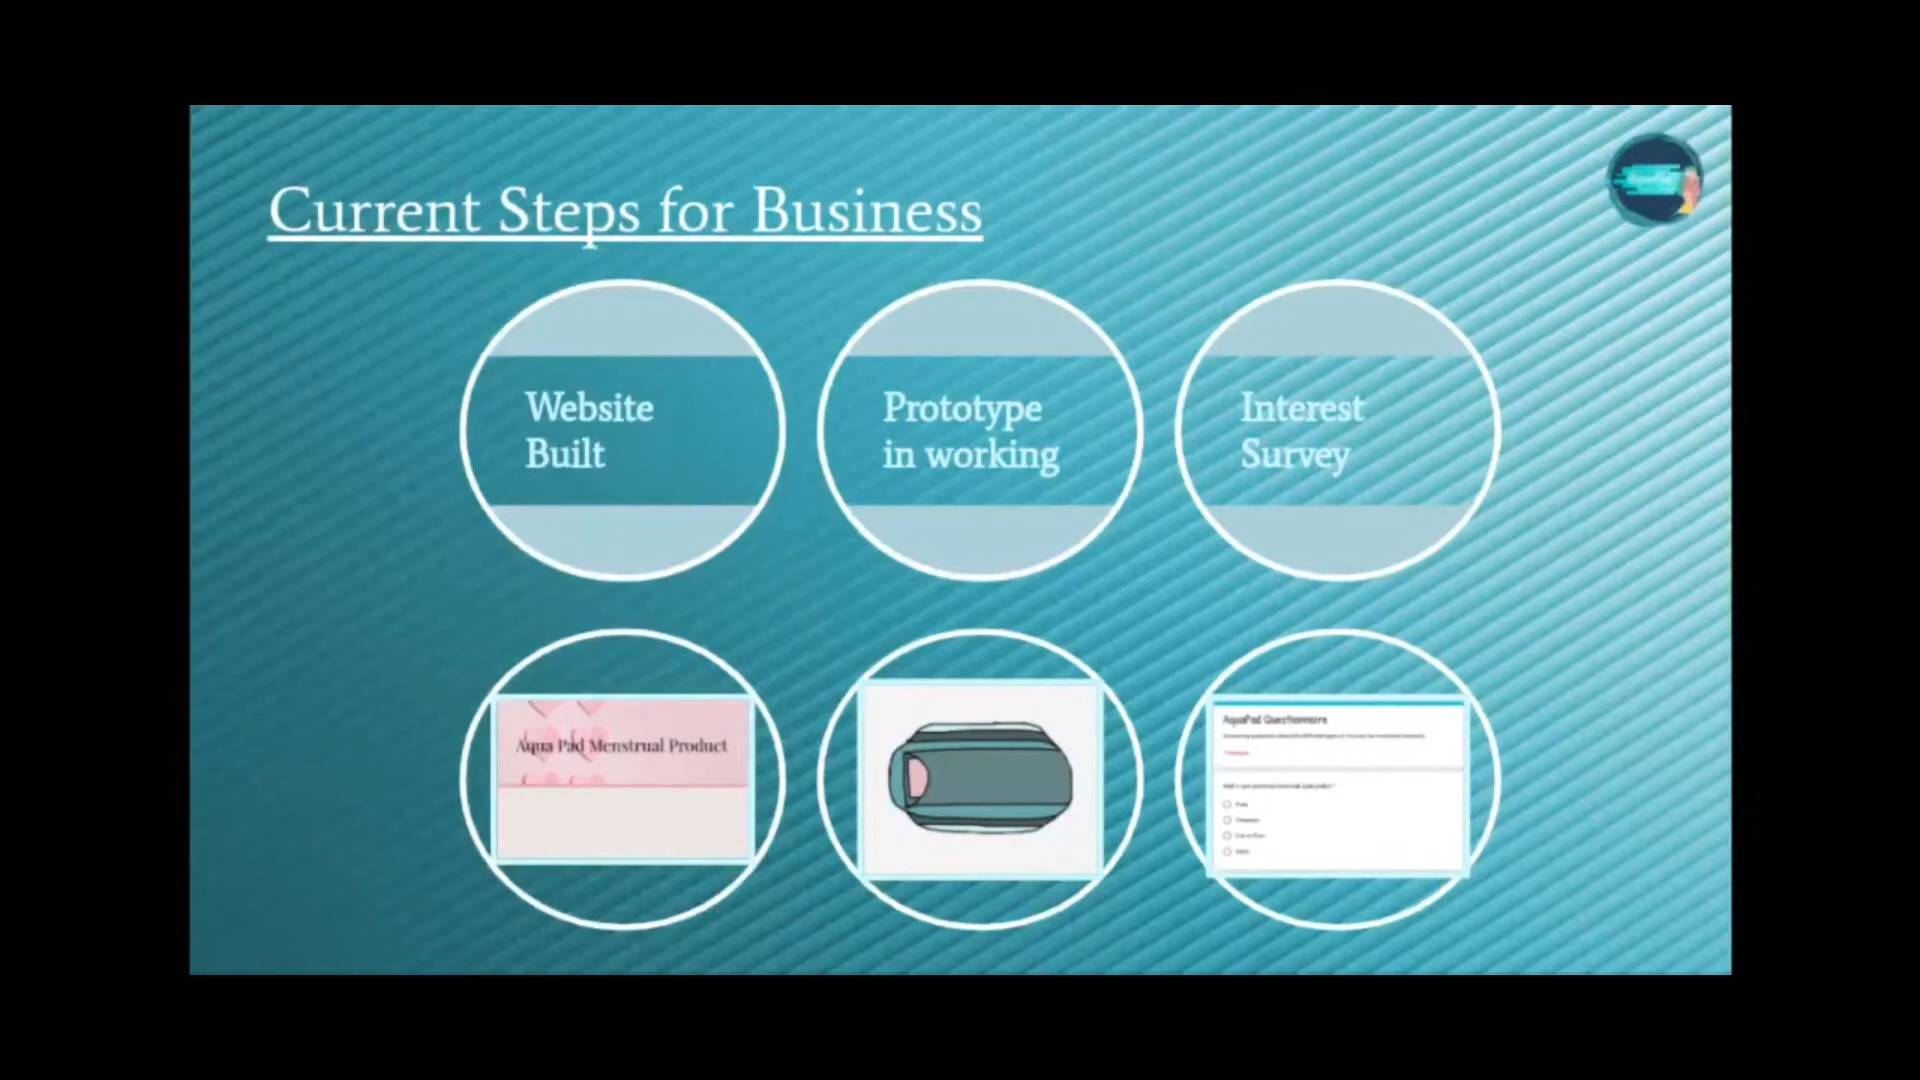 Current Steps for Business
Website
Built
Prototype
in working
Interest
Survey
Aqua Pad Menstrual Product
AquaPad Questionnaire